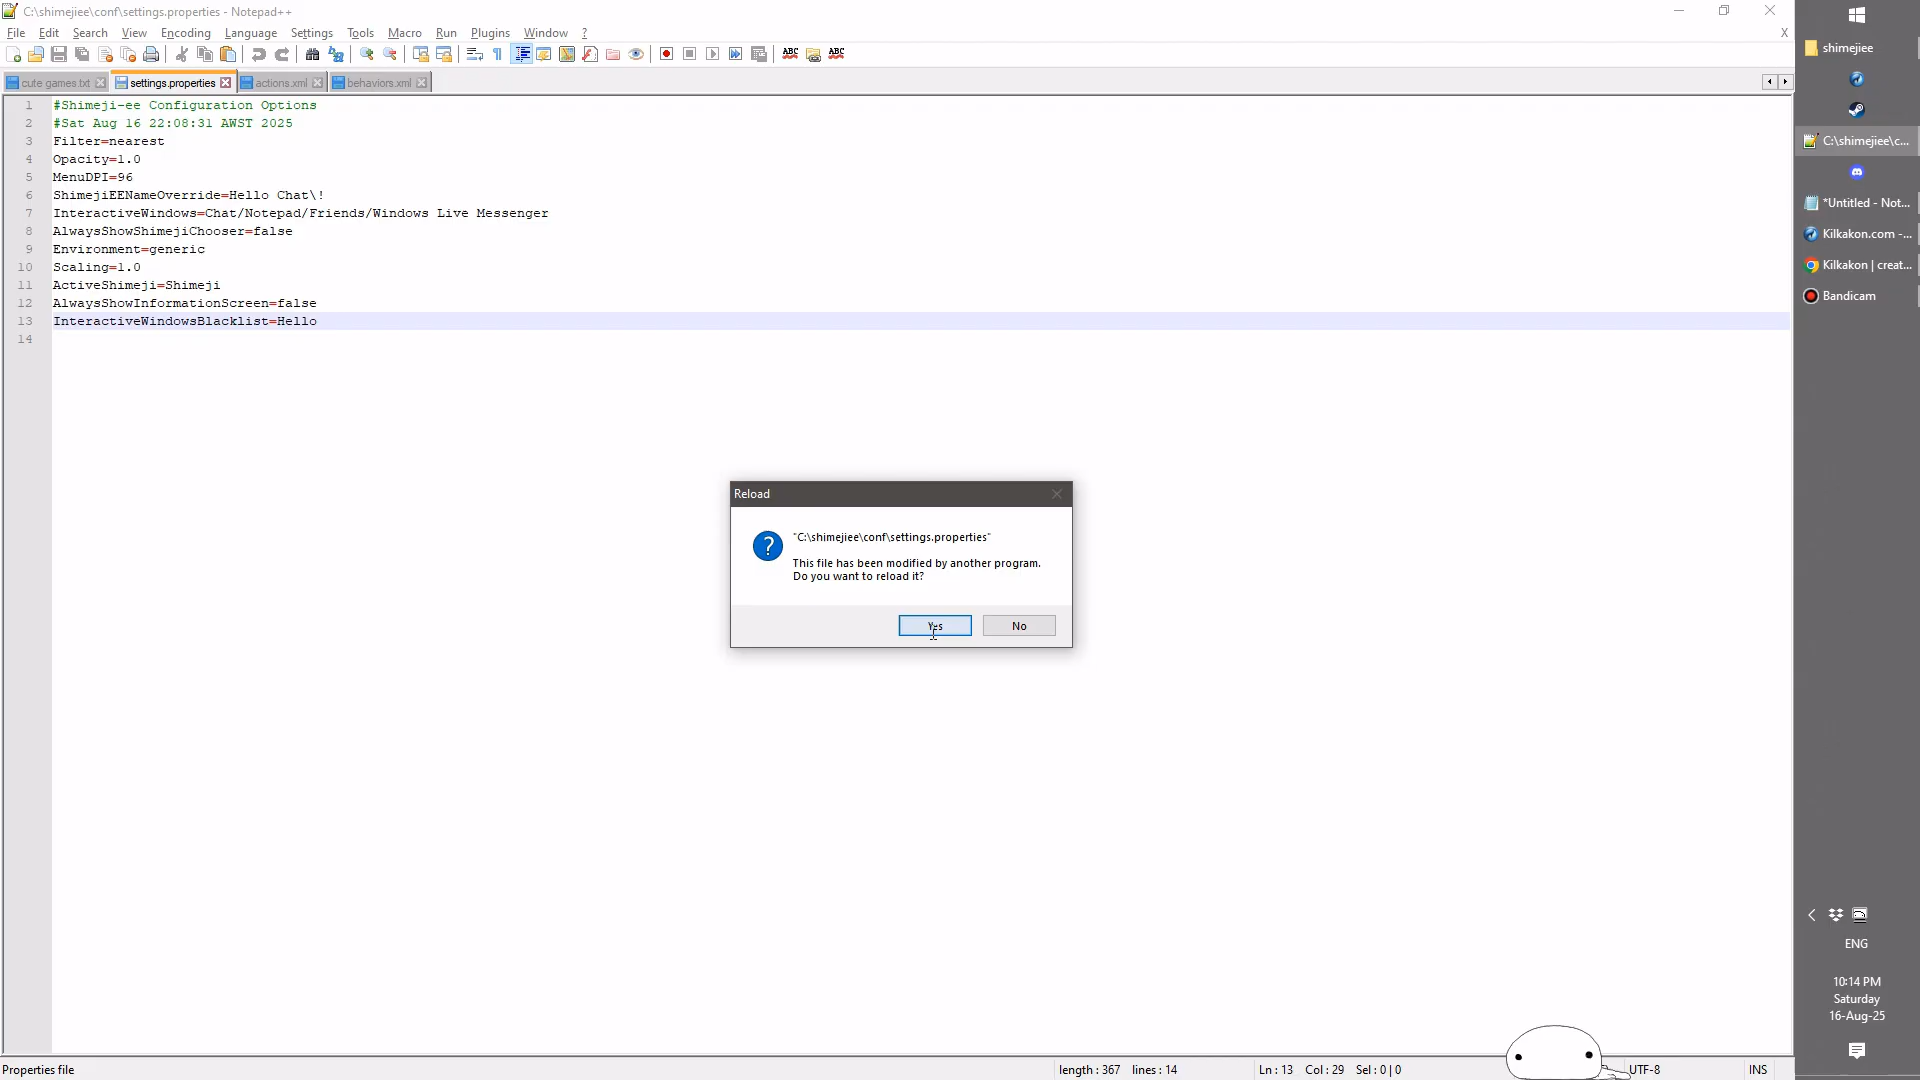 C:\shimejiee\conf\settings.properties - Notepad++
File Edit Search View Encoding Language Settings Tools Macro Run Plugins Window ? X
ABC ABC
cute games.txt settings.properties actions.xml behaviors.xml
1 #Shimeji-ee Configuration Options
2 #Sat Aug 16 22:08:31 AWST 2025
3 Filter=nearest
4 Opacity=1.0
5 MenuDPI=96
6 ShimejiEENameOverride=Hello Chat\!
7 InteractiveWindows=Chat/Notepad/Friends/Windows Live Messenger
8 AlwaysShowShimejiChooser=false
9 Environment=generic
10 Scaling=1.0
11 ActiveShimeji=Shimeji
12 AlwaysShowInformationScreen=false
13 InteractiveWindowsBlacklist=Hello
14
Reload
?
"C:\shimejiee\conf\settings.properties"
This file has been modified by another program.
Do you want to reload it?
Yes No
Properties file length : 367 lines : 14 Ln : 13 Col : 29 Sel : 0 | 0 UTF-8 INS
shimejiee
C:\shimejiee\c...
*Untitled - Not...
Kilkakon.com -...
Kilkakon | creat...
Bandicam
ENG
10:14 PM
Saturday
16-Aug-25